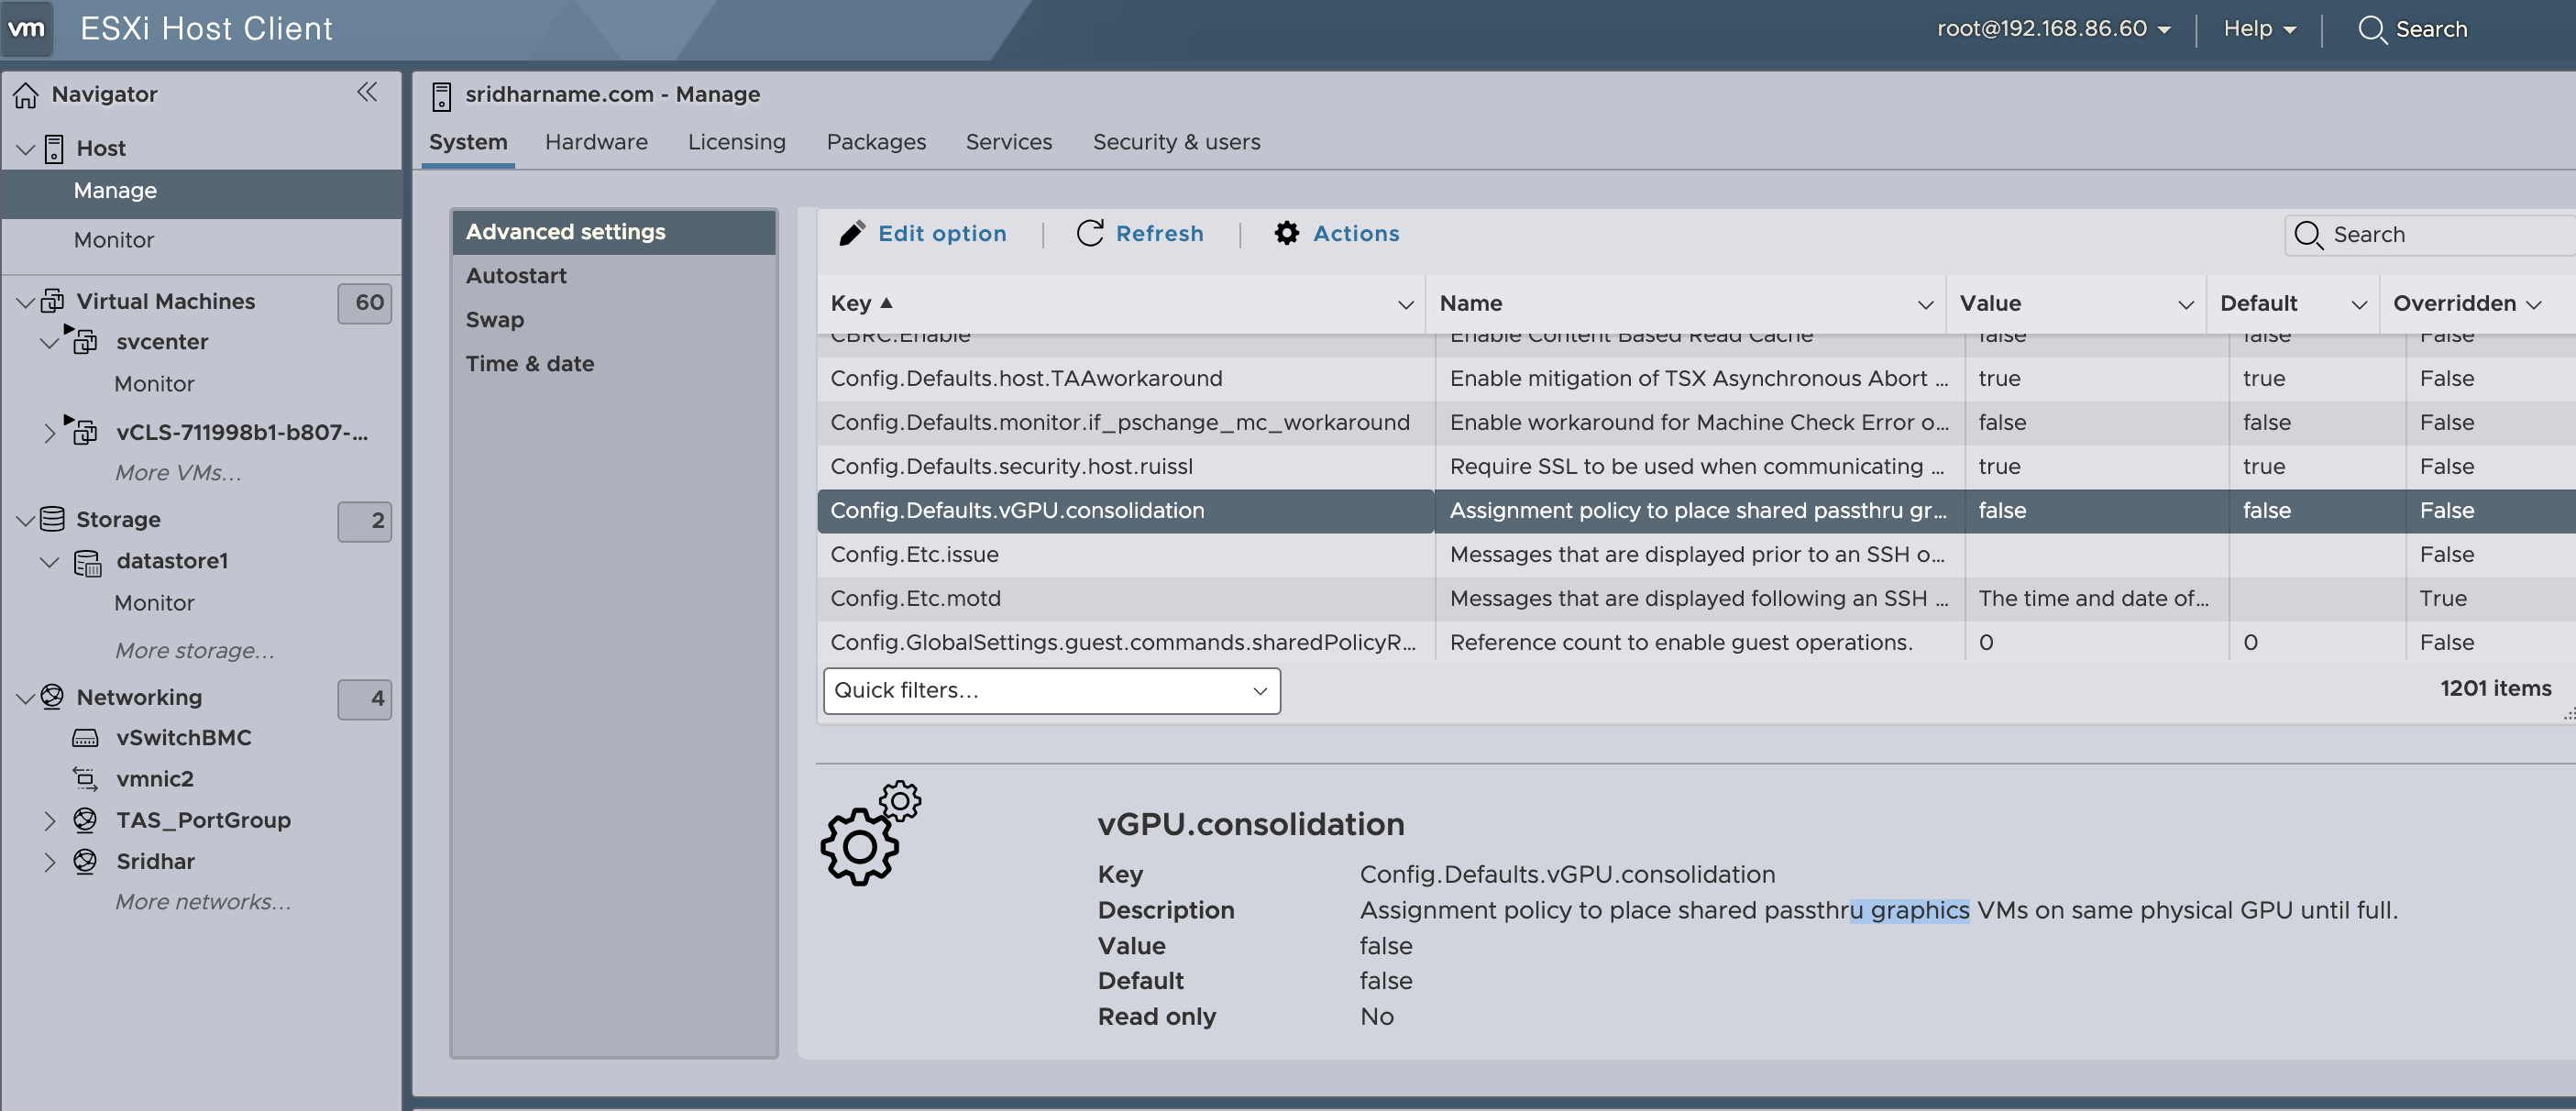 vm ESXi Host Client
root@192.168.86.60 Help Search
Navigator
Host
Manage
Monitor
Virtual Machines 60
svcenter
Monitor
vCLS-711998b1-b807-...
More VMs...
Storage 2
datastore1
Monitor
More storage...
Networking 4
vSwitchBMC
vmnic2
TAS_PortGroup
Sridhar
More networks...
sridharname.com - Manage
System Hardware Licensing Packages Services Security & users
Advanced settings
Autostart
Swap
Time & date
Edit option Refresh Actions Search
Key Name Value Default Overridden
CBRC.Enable Enable Content Based Read Cache false false False
Config.Defaults.host.TAAworkaround Enable mitigation of TSX Asynchronous Abort ... true true False
Config.Defaults.monitor.if_pschange_mc_workaround Enable workaround for Machine Check Error o... false false False
Config.Defaults.security.host.ruissl Require SSL to be used when communicating ... true true False
Config.Defaults.vGPU.consolidation Assignment policy to place shared passthru gr... false false False
Config.Etc.issue Messages that are displayed prior to an SSH o... False
Config.Etc.motd Messages that are displayed following an SSH ... The time and date of... True
Config.GlobalSettings.guest.commands.sharedPolicyR... Reference count to enable guest operations. 0 0 False
Quick filters... 1201 items
vGPU.consolidation
Key Config.Defaults.vGPU.consolidation
Description Assignment policy to place shared passthru graphics VMs on same physical GPU until full.
Value false
Default false
Read only No